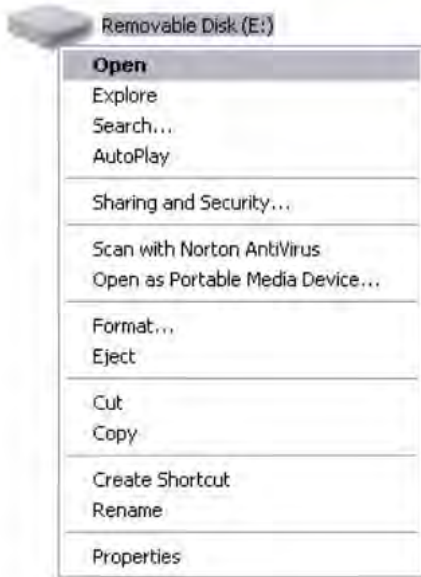 Removable Disk (E:)
Open
Explore
Search...
AutoPlay
Sharing and Security...
Scan with Norton AntiVirus
Open as Portable Media Device...
Format...
Eject
Cut
Copy
Create Shortcut
Rename
Properties